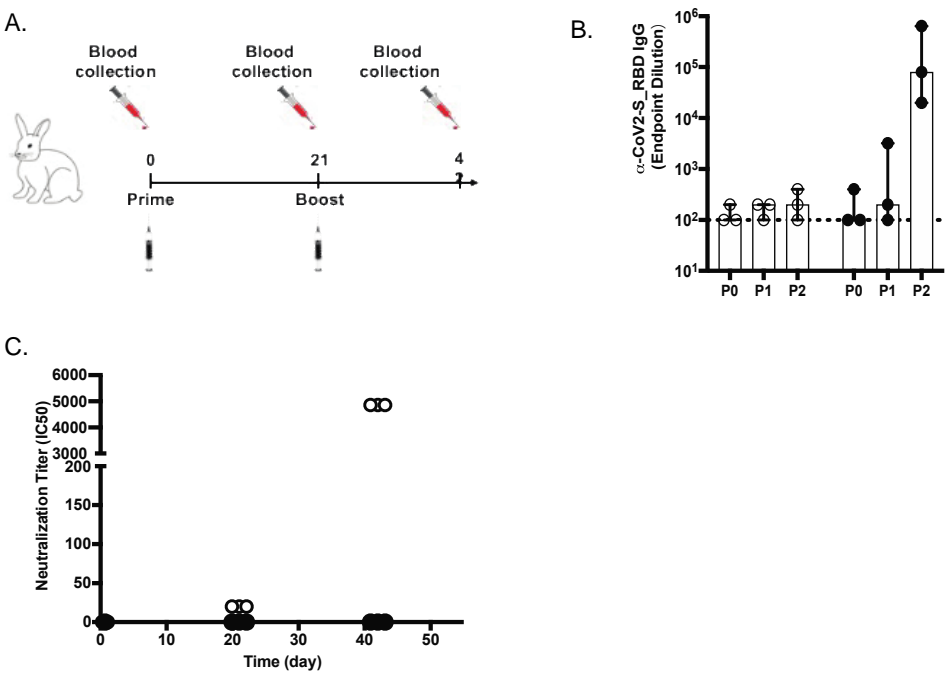 A.
Blood
collection
Blood
collection
Blood
collection
0
21
4
2
Prime
Boost
B.
α-CoV2-S_RBD IgG
(Endpoint Dilution)
10⁶
10⁵
10⁴
10³
10²
10¹
P0 P1 P2 P0 P1 P2
C.
Neutralization Titer (IC50)
6000
5000
4000
3000
200
150
100
50
0
0 10 20 30 40 50
Time (day)